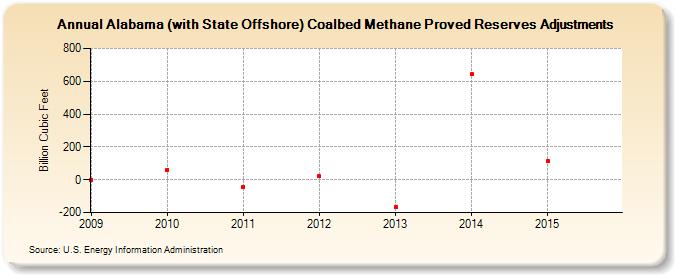 Annual Alabama (with State Offshore) Coalbed Methane Proved Reserves Adjustments
Billion Cubic Feet
800
600
400
200
0
-200
2009 2010 2011 2012 2013 2014 2015
Source: U.S. Energy Information Administration